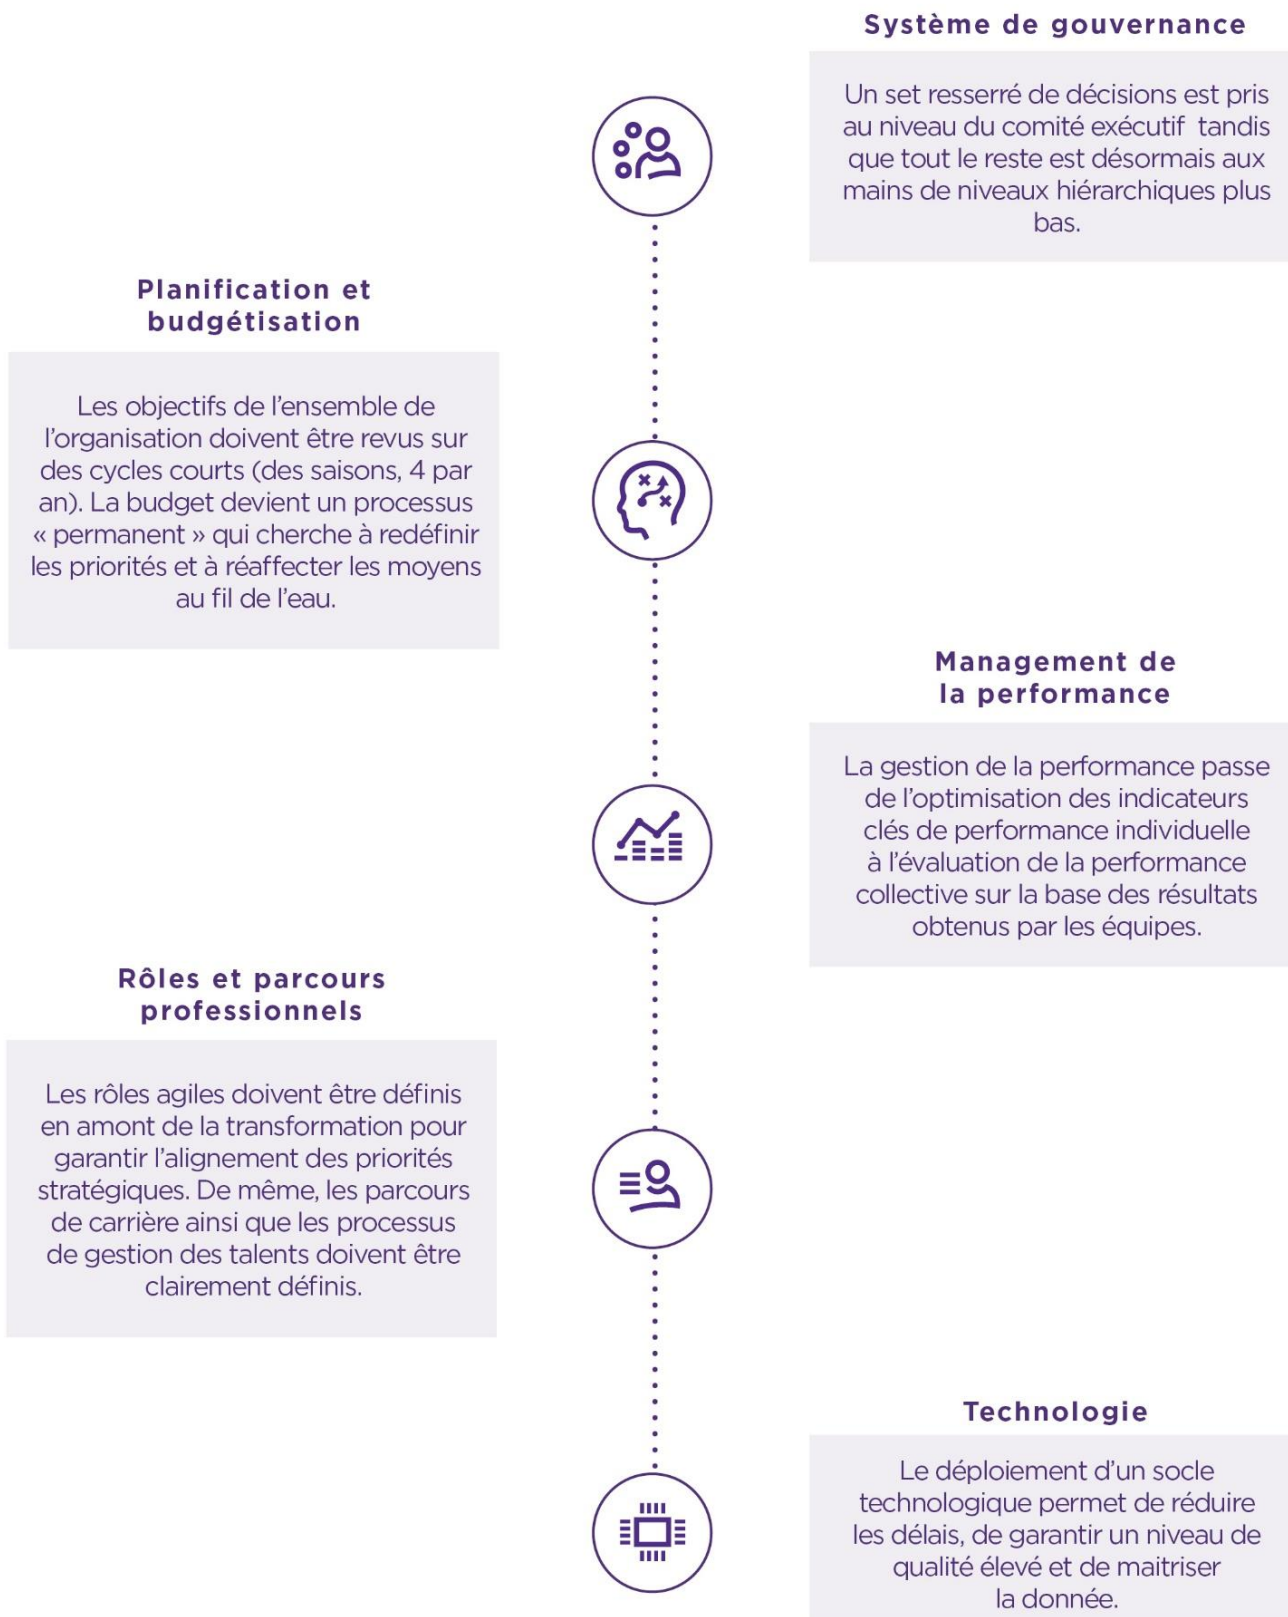 Système de gouvernance
Un set resserré de décisions est pris
au niveau du comité exécutif tandis
que tout le reste est désormais aux
mains de niveaux hiérarchiques plus
bas.
Planification et
budgétisation
Les objectifs de l'ensemble de
l'organisation doivent être revus sur
des cycles courts (des saisons, 4 par
an). La budget devient un processus
« permanent » qui cherche à redéfinir
les priorités et à réaffecter les moyens
au fil de l'eau.
Management de
la performance
La gestion de la performance passe
de l'optimisation des indicateurs
clés de performance individuelle
à l'évaluation de la performance
collective sur la base des résultats
obtenus par les équipes.
Rôles et parcours
professionnels
Les rôles agiles doivent être définis
en amont de la transformation pour
garantir l'alignement des priorités
stratégiques. De même, les parcours
de carrière ainsi que les processus
de gestion des talents doivent être
clairement définis.
Technologie
Le déploiement d'un socle
technologique permet de réduire
les délais, de garantir un niveau de
qualité élevé et de maitriser
la donnée.